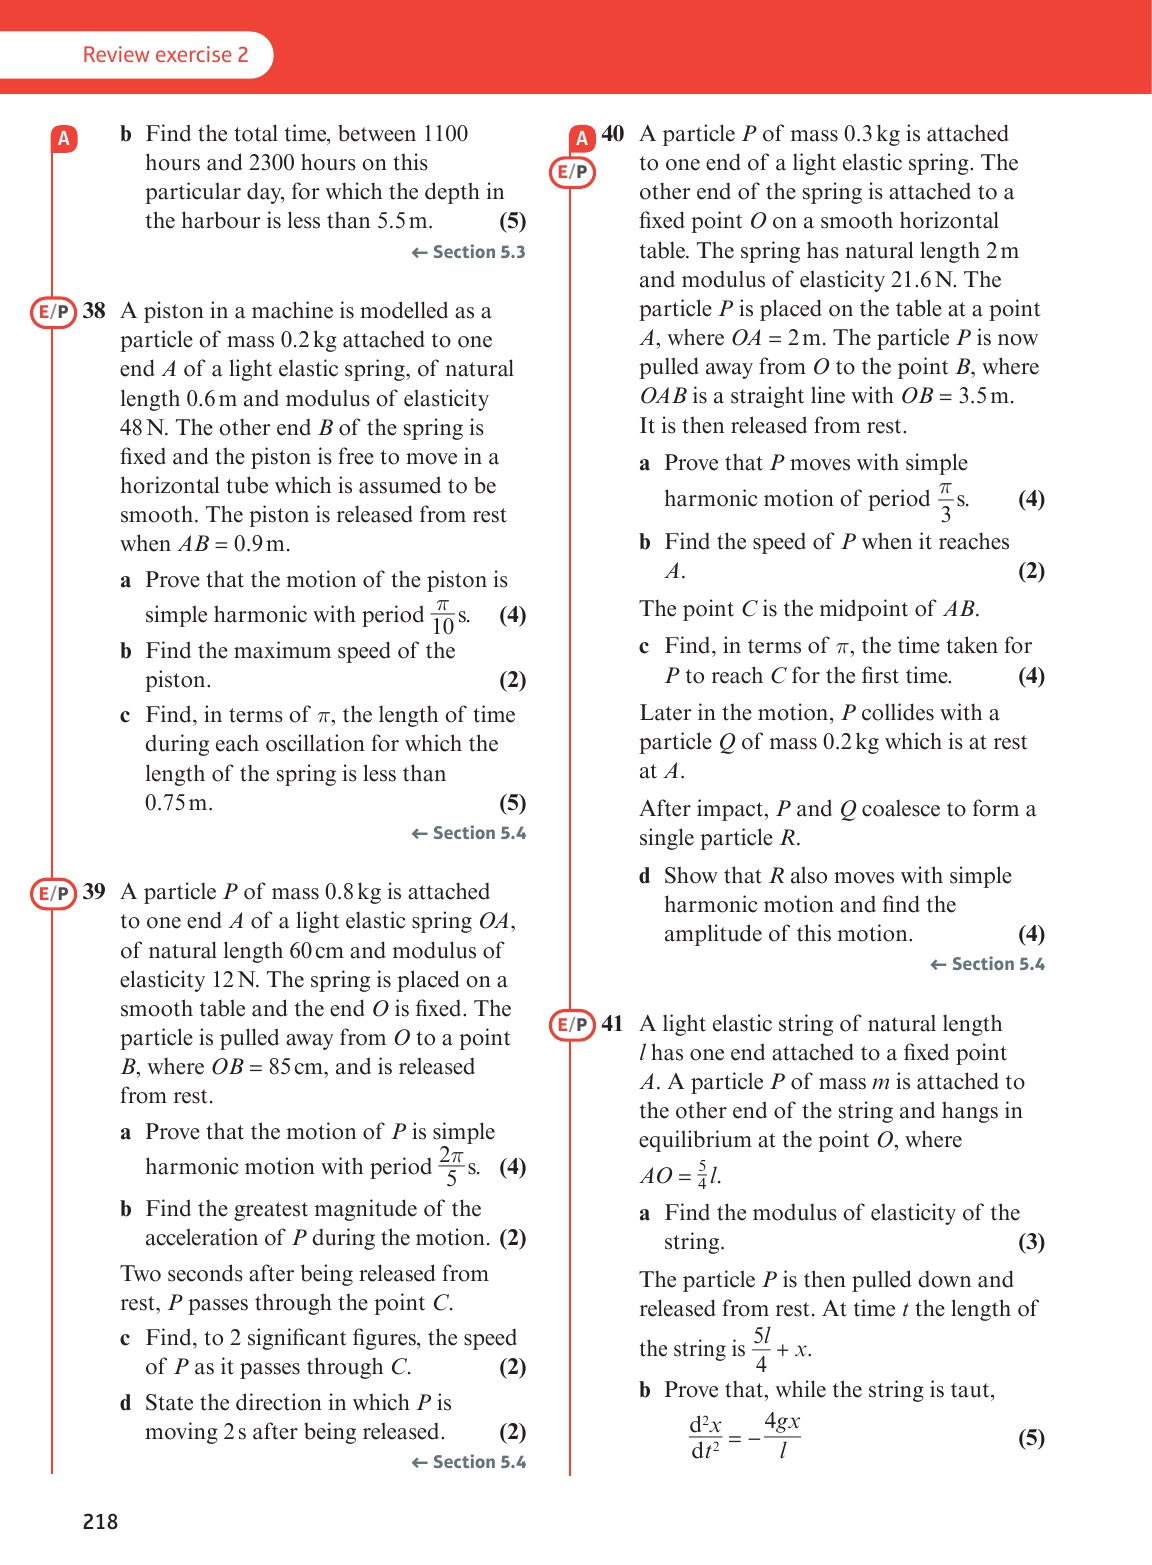 Review exercise 2
A
b Find the total time, between 1100
hours and 2300 hours on this
particular day, for which the depth in
the harbour is less than 5.5 m. (5)
← Section 5.3
E/P 38 A piston in a machine is modelled as a
particle of mass 0.2 kg attached to one
end A of a light elastic spring, of natural
length 0.6 m and modulus of elasticity
48 N. The other end B of the spring is
fixed and the piston is free to move in a
horizontal tube which is assumed to be
smooth. The piston is released from rest
when AB = 0.9 m.
a Prove that the motion of the piston is
simple harmonic with period π/10 s. (4)
b Find the maximum speed of the
piston. (2)
c Find, in terms of π, the length of time
during each oscillation for which the
length of the spring is less than
0.75 m. (5)
← Section 5.4
E/P 39 A particle P of mass 0.8 kg is attached
to one end A of a light elastic spring OA,
of natural length 60 cm and modulus of
elasticity 12 N. The spring is placed on a
smooth table and the end O is fixed. The
particle is pulled away from O to a point
B, where OB = 85 cm, and is released
from rest.
a Prove that the motion of P is simple
harmonic motion with period 2π/5 s. (4)
b Find the greatest magnitude of the
acceleration of P during the motion. (2)
Two seconds after being released from
rest, P passes through the point C.
c Find, to 2 significant figures, the speed
of P as it passes through C. (2)
d State the direction in which P is
moving 2 s after being released. (2)
← Section 5.4
A
E/P
40 A particle P of mass 0.3 kg is attached
to one end of a light elastic spring. The
other end of the spring is attached to a
fixed point O on a smooth horizontal
table. The spring has natural length 2 m
and modulus of elasticity 21.6 N. The
particle P is placed on the table at a point
A, where OA = 2 m. The particle P is now
pulled away from O to the point B, where
OAB is a straight line with OB = 3.5 m.
It is then released from rest.
a Prove that P moves with simple
harmonic motion of period π/3 s. (4)
b Find the speed of P when it reaches
A. (2)
The point C is the midpoint of AB.
c Find, in terms of π, the time taken for
P to reach C for the first time. (4)
Later in the motion, P collides with a
particle Q of mass 0.2 kg which is at rest
at A.
After impact, P and Q coalesce to form a
single particle R.
d Show that R also moves with simple
harmonic motion and find the
amplitude of this motion. (4)
← Section 5.4
E/P 41 A light elastic string of natural length
l has one end attached to a fixed point
A. A particle P of mass m is attached to
the other end of the string and hangs in
equilibrium at the point O, where
AO = 5/4 l.
a Find the modulus of elasticity of the
string. (3)
The particle P is then pulled down and
released from rest. At time t the length of
the string is 5l/4 + x.
b Prove that, while the string is taut,
d²x/dt² = −4gx/l (5)
218